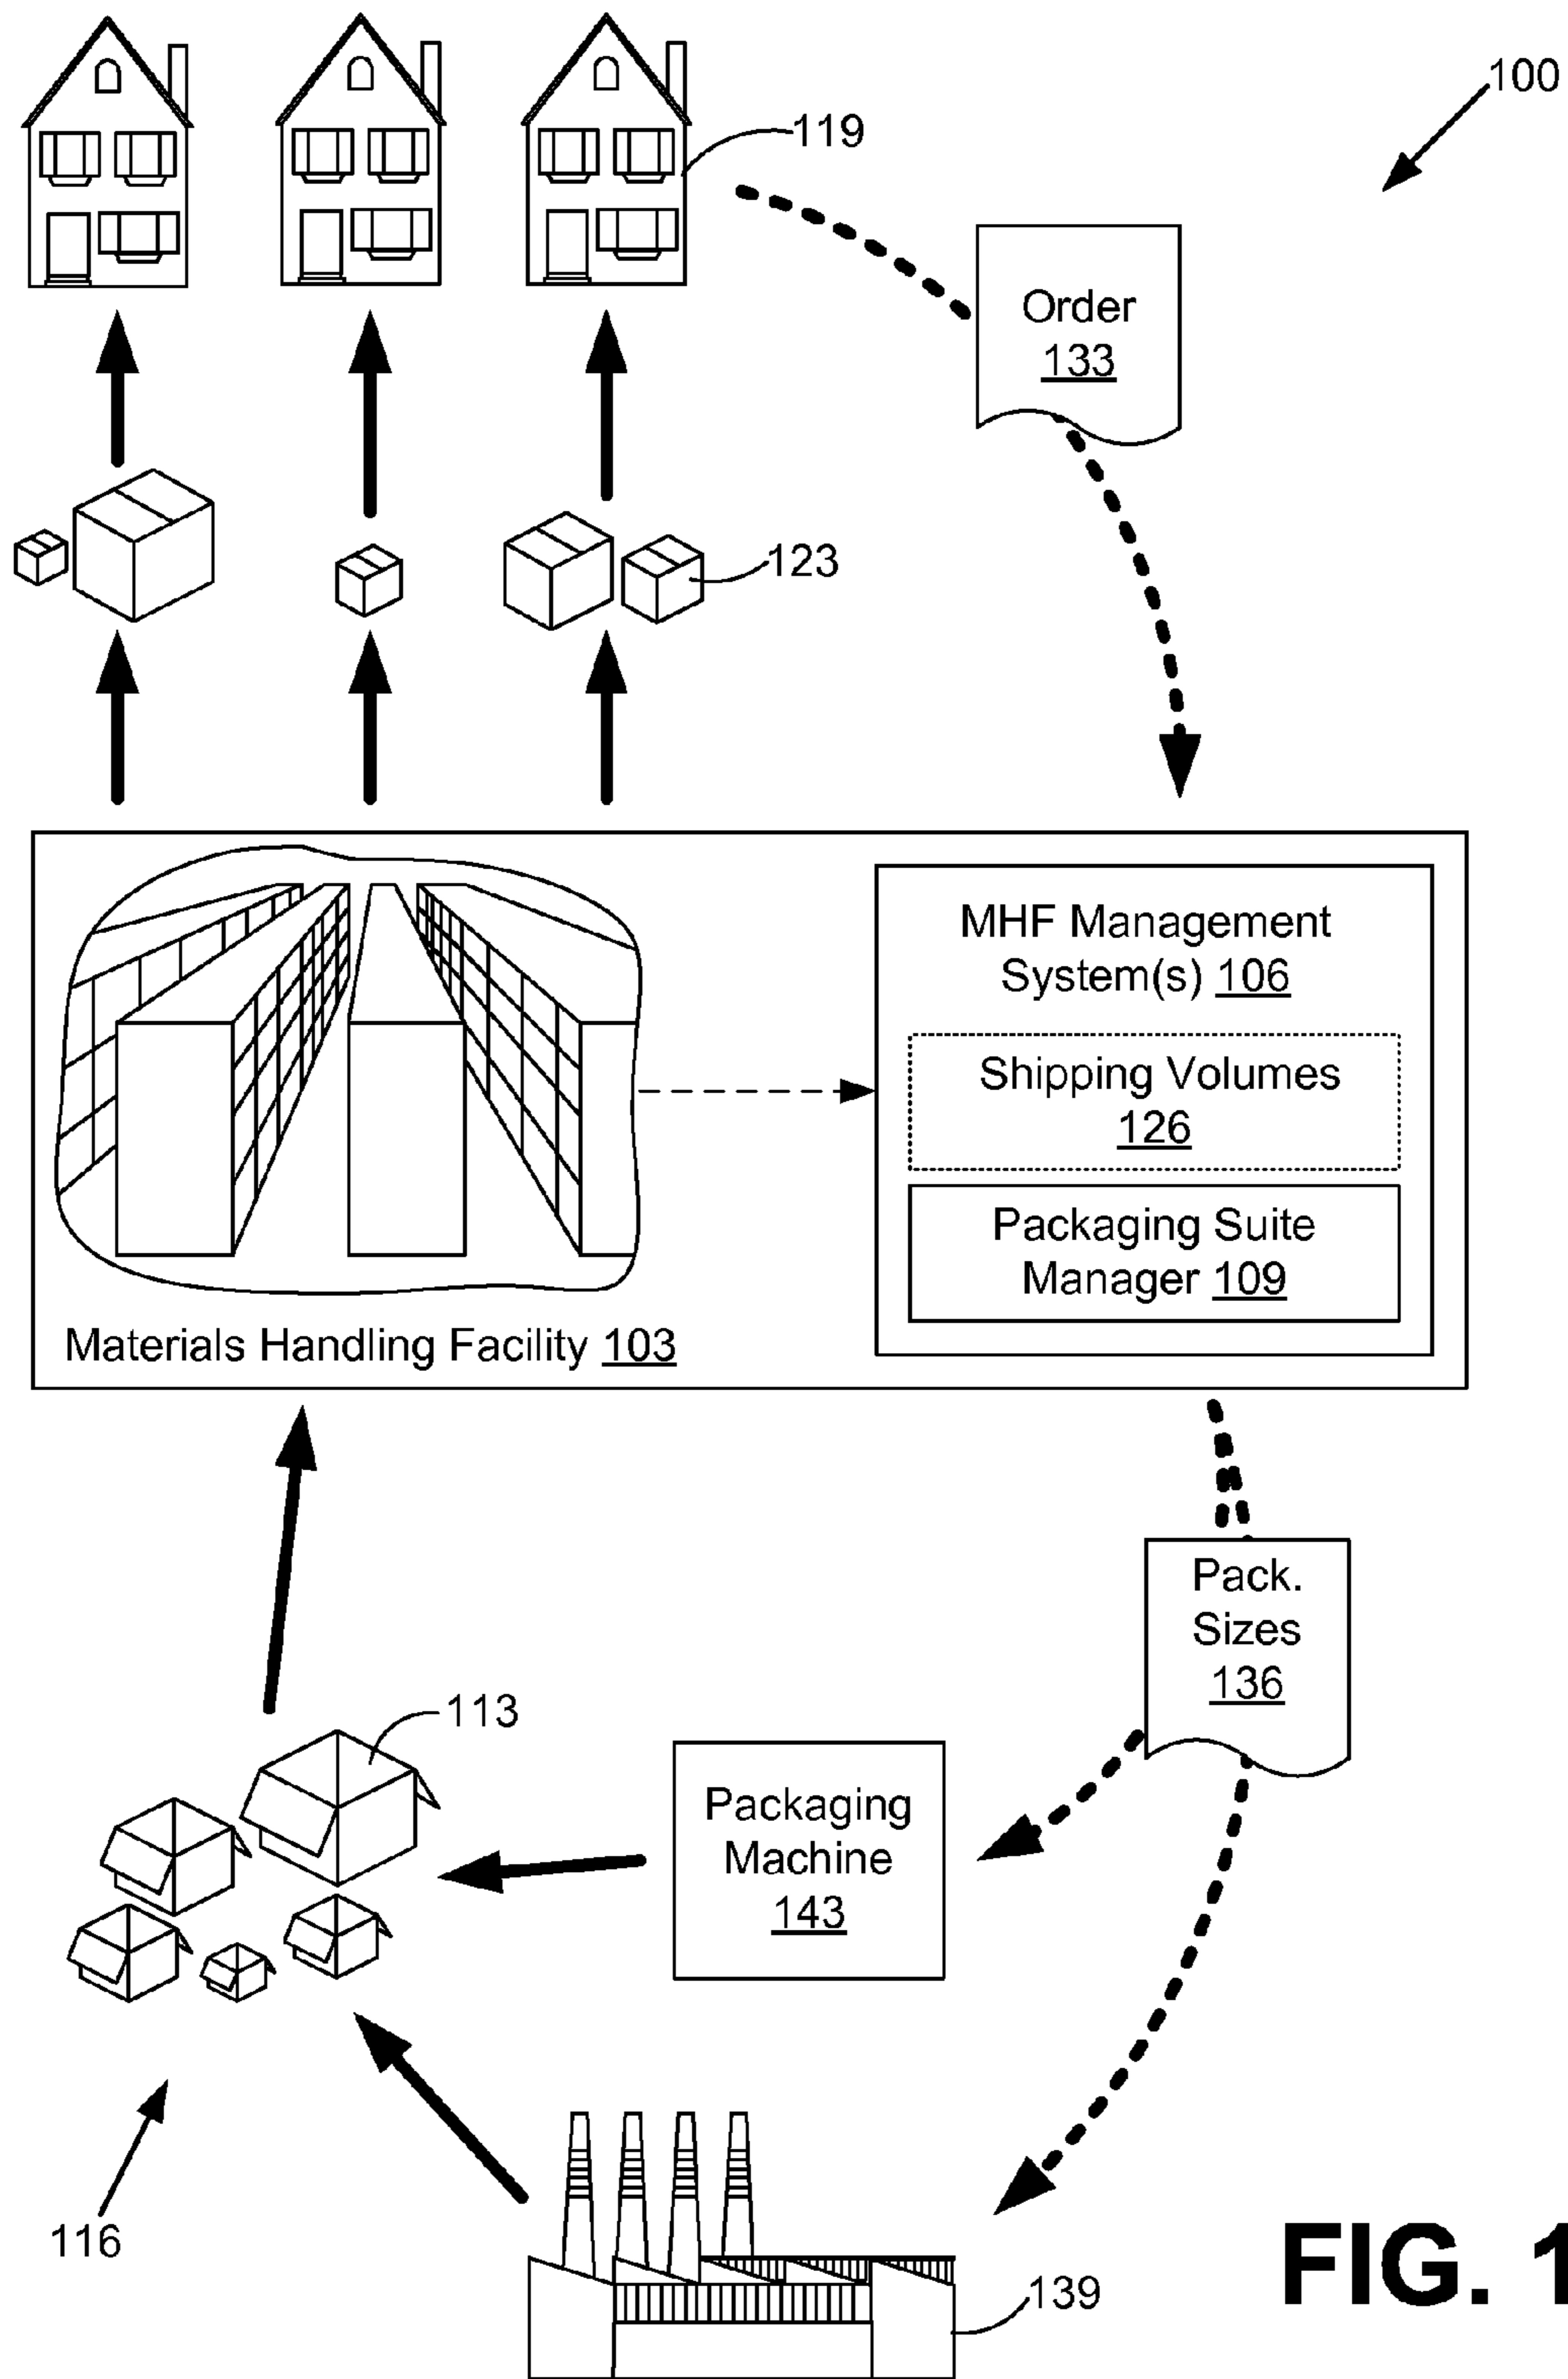 100
119
Order
133
123
MHF Management
System(s) 106
Shipping Volumes
126
Packaging Suite
Manager 109
Materials Handling Facility 103
Pack.
Sizes
136
113
Packaging
Machine
143
116
139
FIG. 1